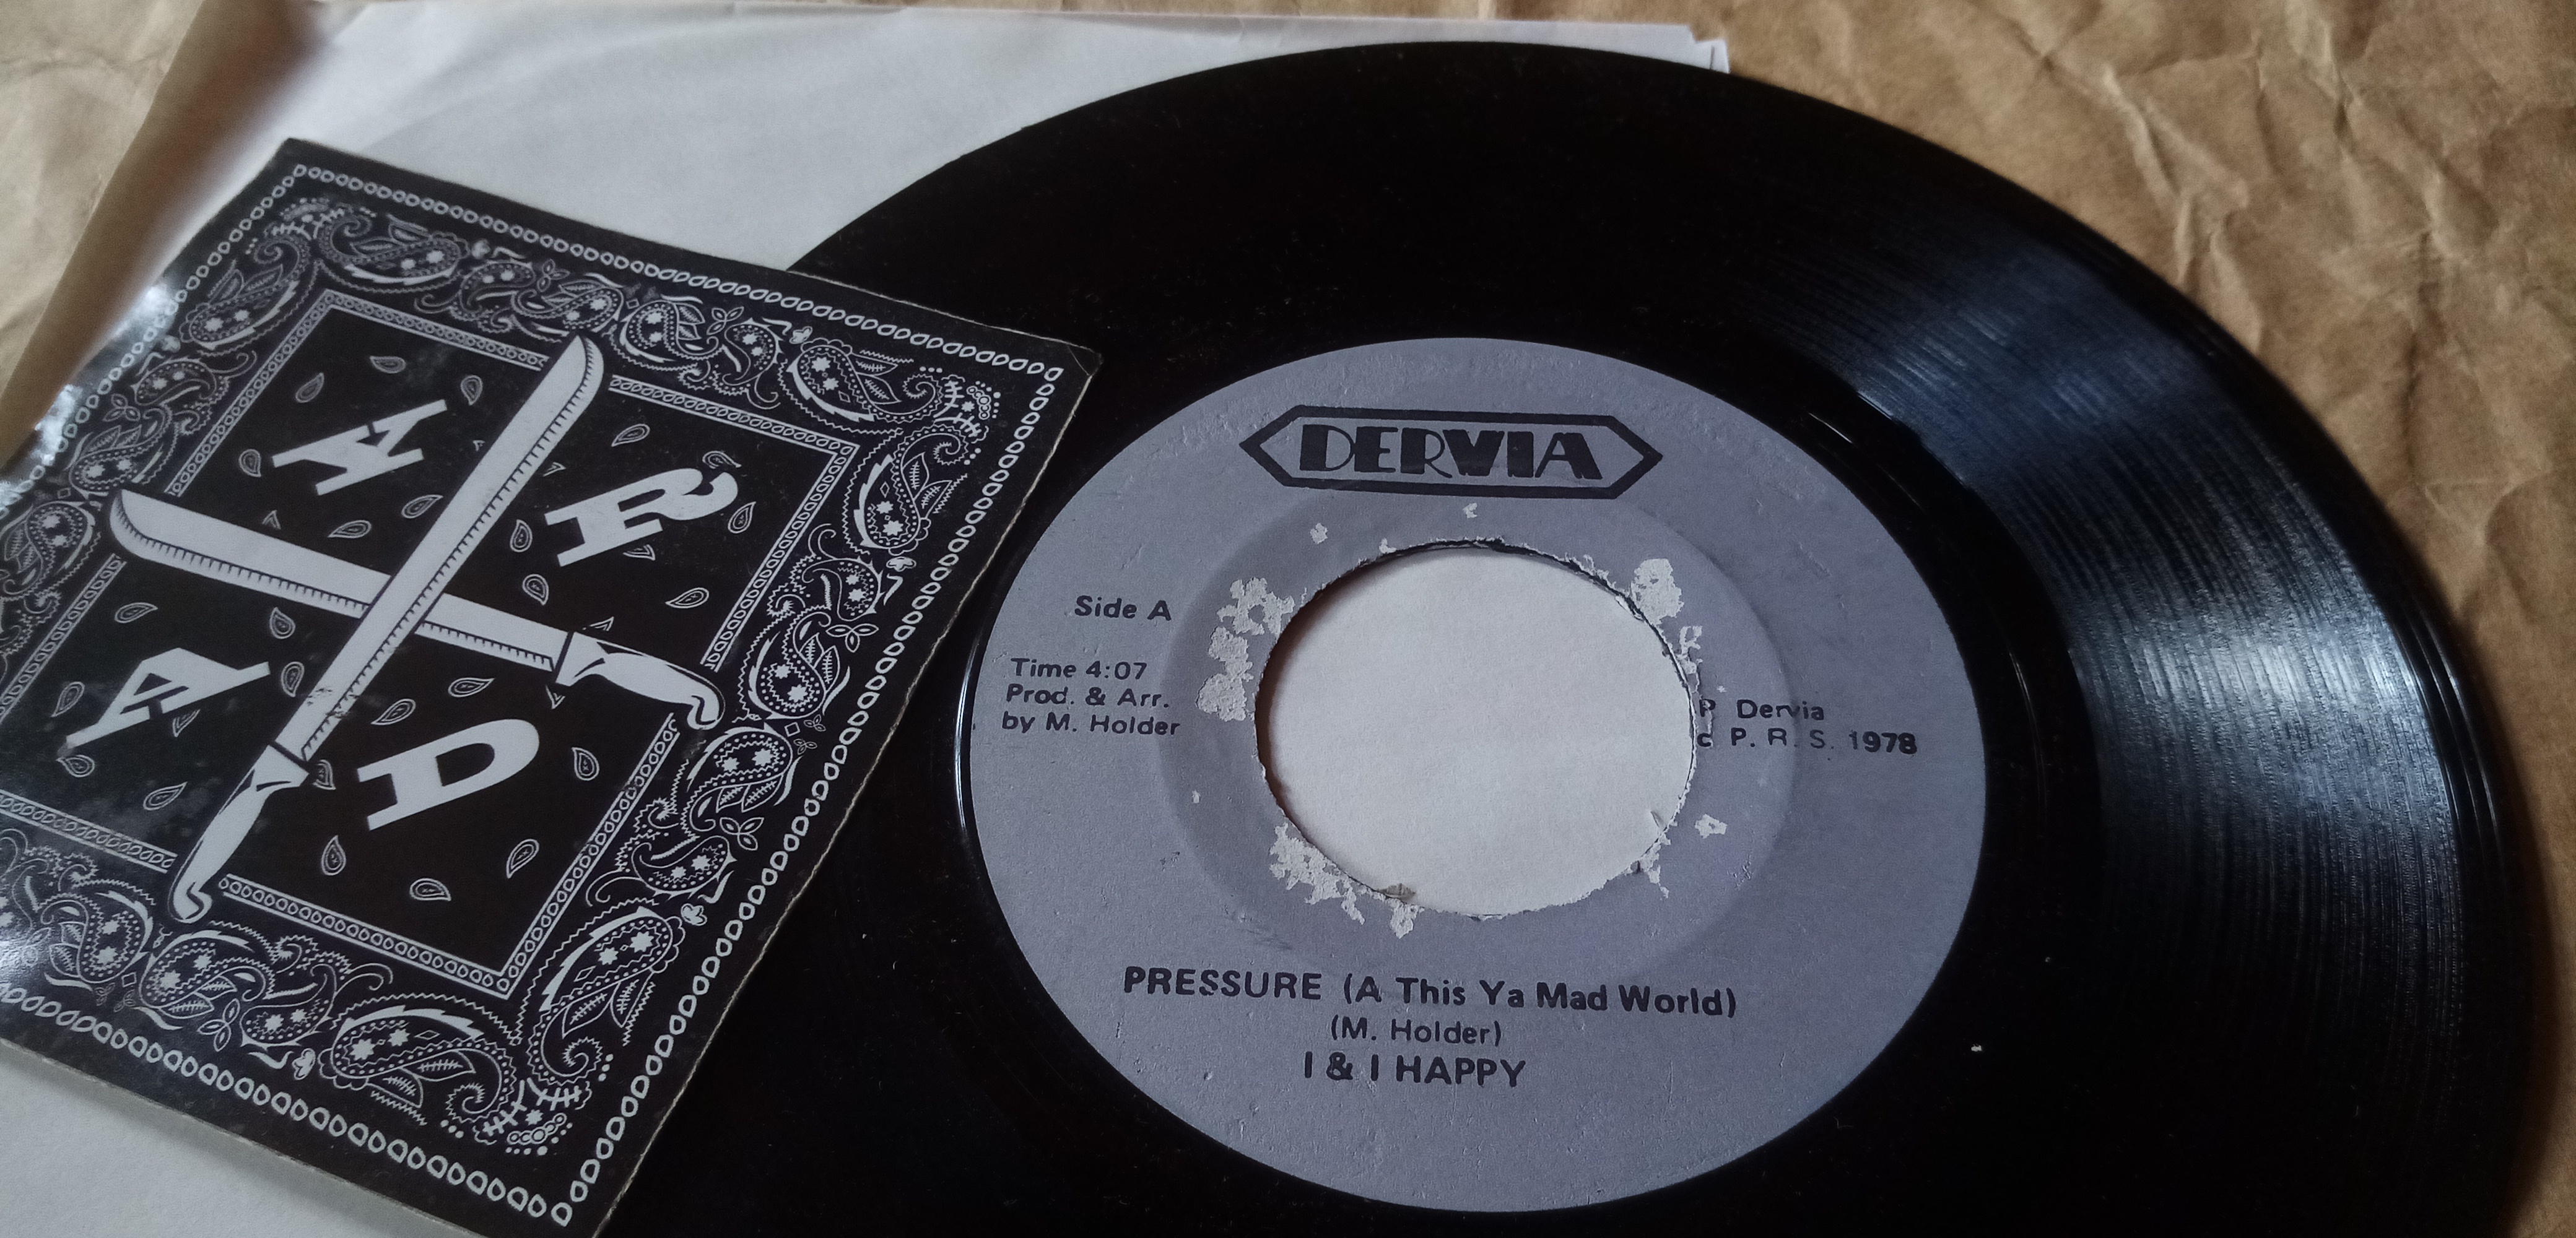 A R
A D
DERVIA
Side A
Time 4:07
Prod. & Arr.
by M. Holder
P Dervia
c P. R. S. 1978
PRESSURE (A This Ya Mad World)
(M. Holder)
I & I HAPPY